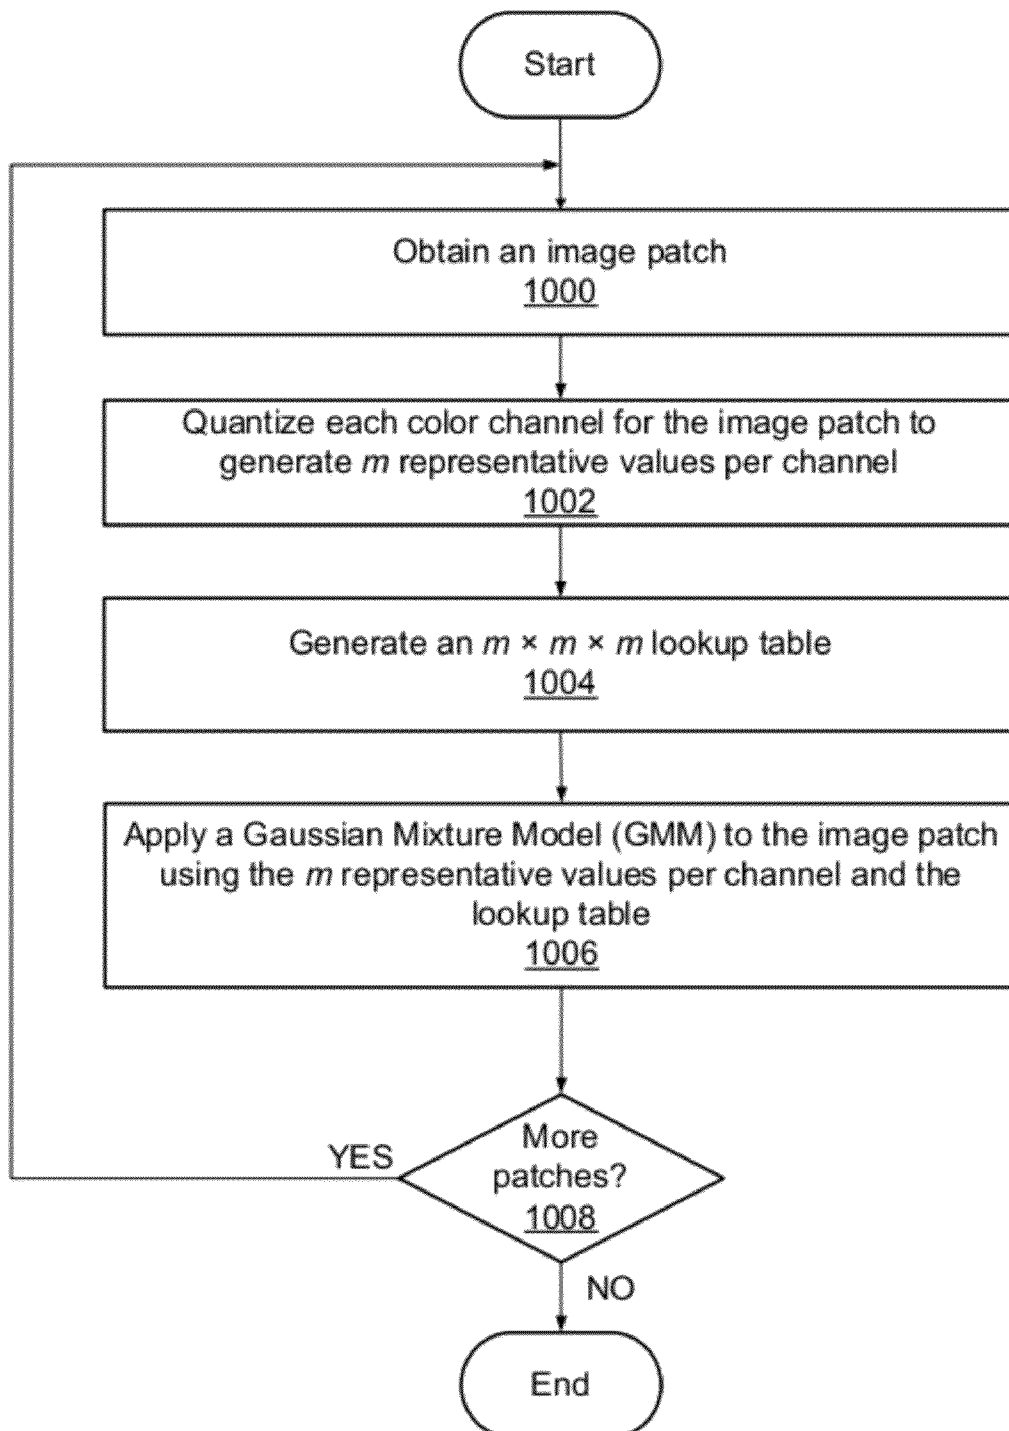 Start
Obtain an image patch
1000
Quantize each color channel for the image patch to
generate m representative values per channel
1002
Generate an m × m × m lookup table
1004
Apply a Gaussian Mixture Model (GMM) to the image patch
using the m representative values per channel and the
lookup table
1006
More
patches?
1008
YES
NO
End